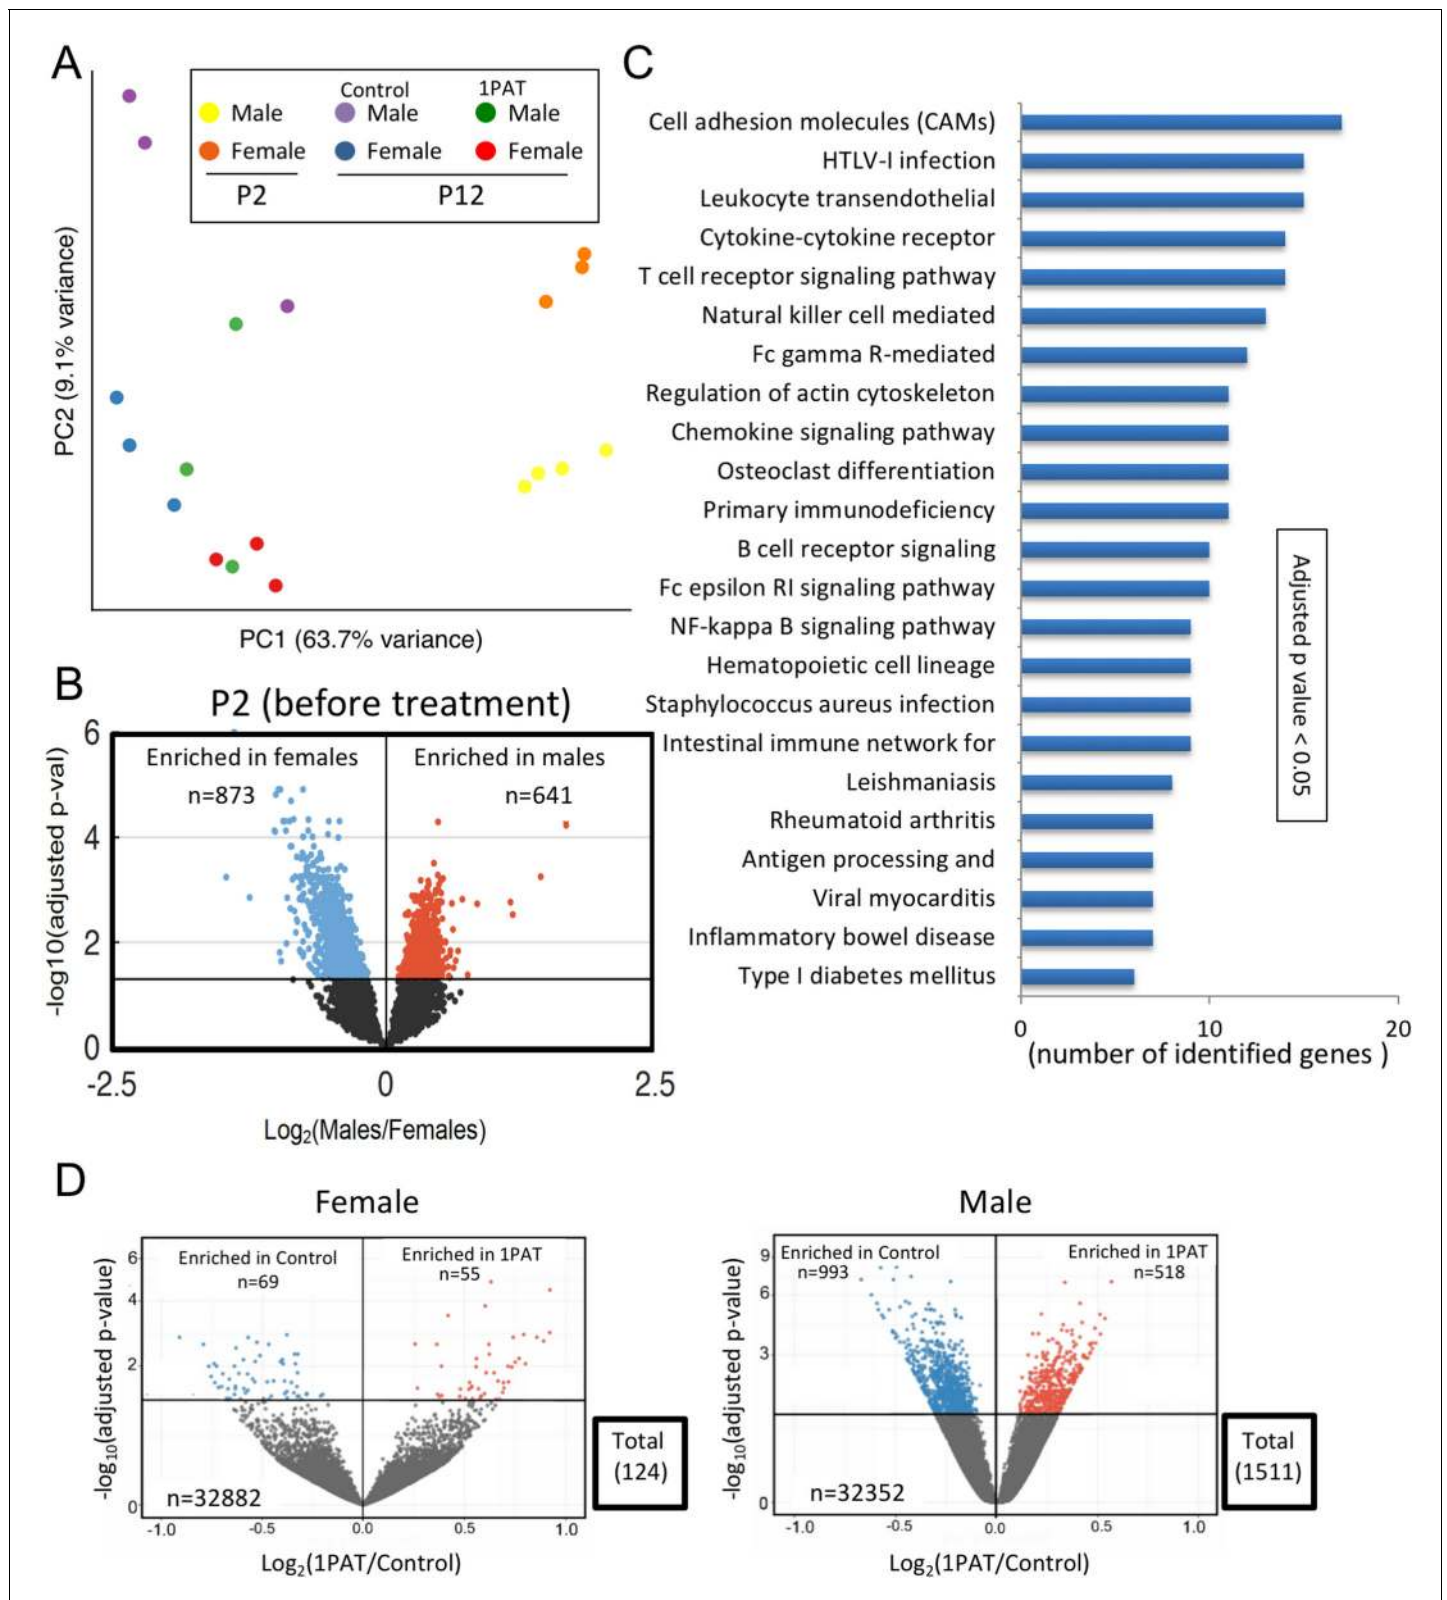 A
Control 1PAT
Male Male Male
Female Female Female
P2 P12
PC2 (9.1% variance)
PC1 (63.7% variance)
B
P2 (before treatment)
Enriched in females Enriched in males
n=873 n=641
6
4
2
0
-log10(adjusted p-val)
-2.5 0 2.5
Log2(Males/Females)
C
Cell adhesion molecules (CAMs)
HTLV-I infection
Leukocyte transendothelial
Cytokine-cytokine receptor
T cell receptor signaling pathway
Natural killer cell mediated
Fc gamma R-mediated
Regulation of actin cytoskeleton
Chemokine signaling pathway
Osteoclast differentiation
Primary immunodeficiency
B cell receptor signaling
Fc epsilon RI signaling pathway
NF-kappa B signaling pathway
Hematopoietic cell lineage
Staphylococcus aureus infection
Intestinal immune network for
Leishmaniasis
Rheumatoid arthritis
Antigen processing and
Viral myocarditis
Inflammatory bowel disease
Type I diabetes mellitus
0 10 20
(number of identified genes )
Adjusted p value < 0.05
D
Female
Enriched in Control Enriched in 1PAT
n=69 n=55
6
4
2
0
-log10(adjusted p-value)
n=32882
-1.0 -0.5 0.0 0.5 1.0
Log2(1PAT/Control)
Total
(124)
Male
Enriched in Control Enriched in 1PAT
n=993 n=518
9
6
3
0
-log10(adjusted p-value)
n=32352
-1.0 -0.5 0.0 0.5 1.0
Log2(1PAT/Control)
Total
(1511)